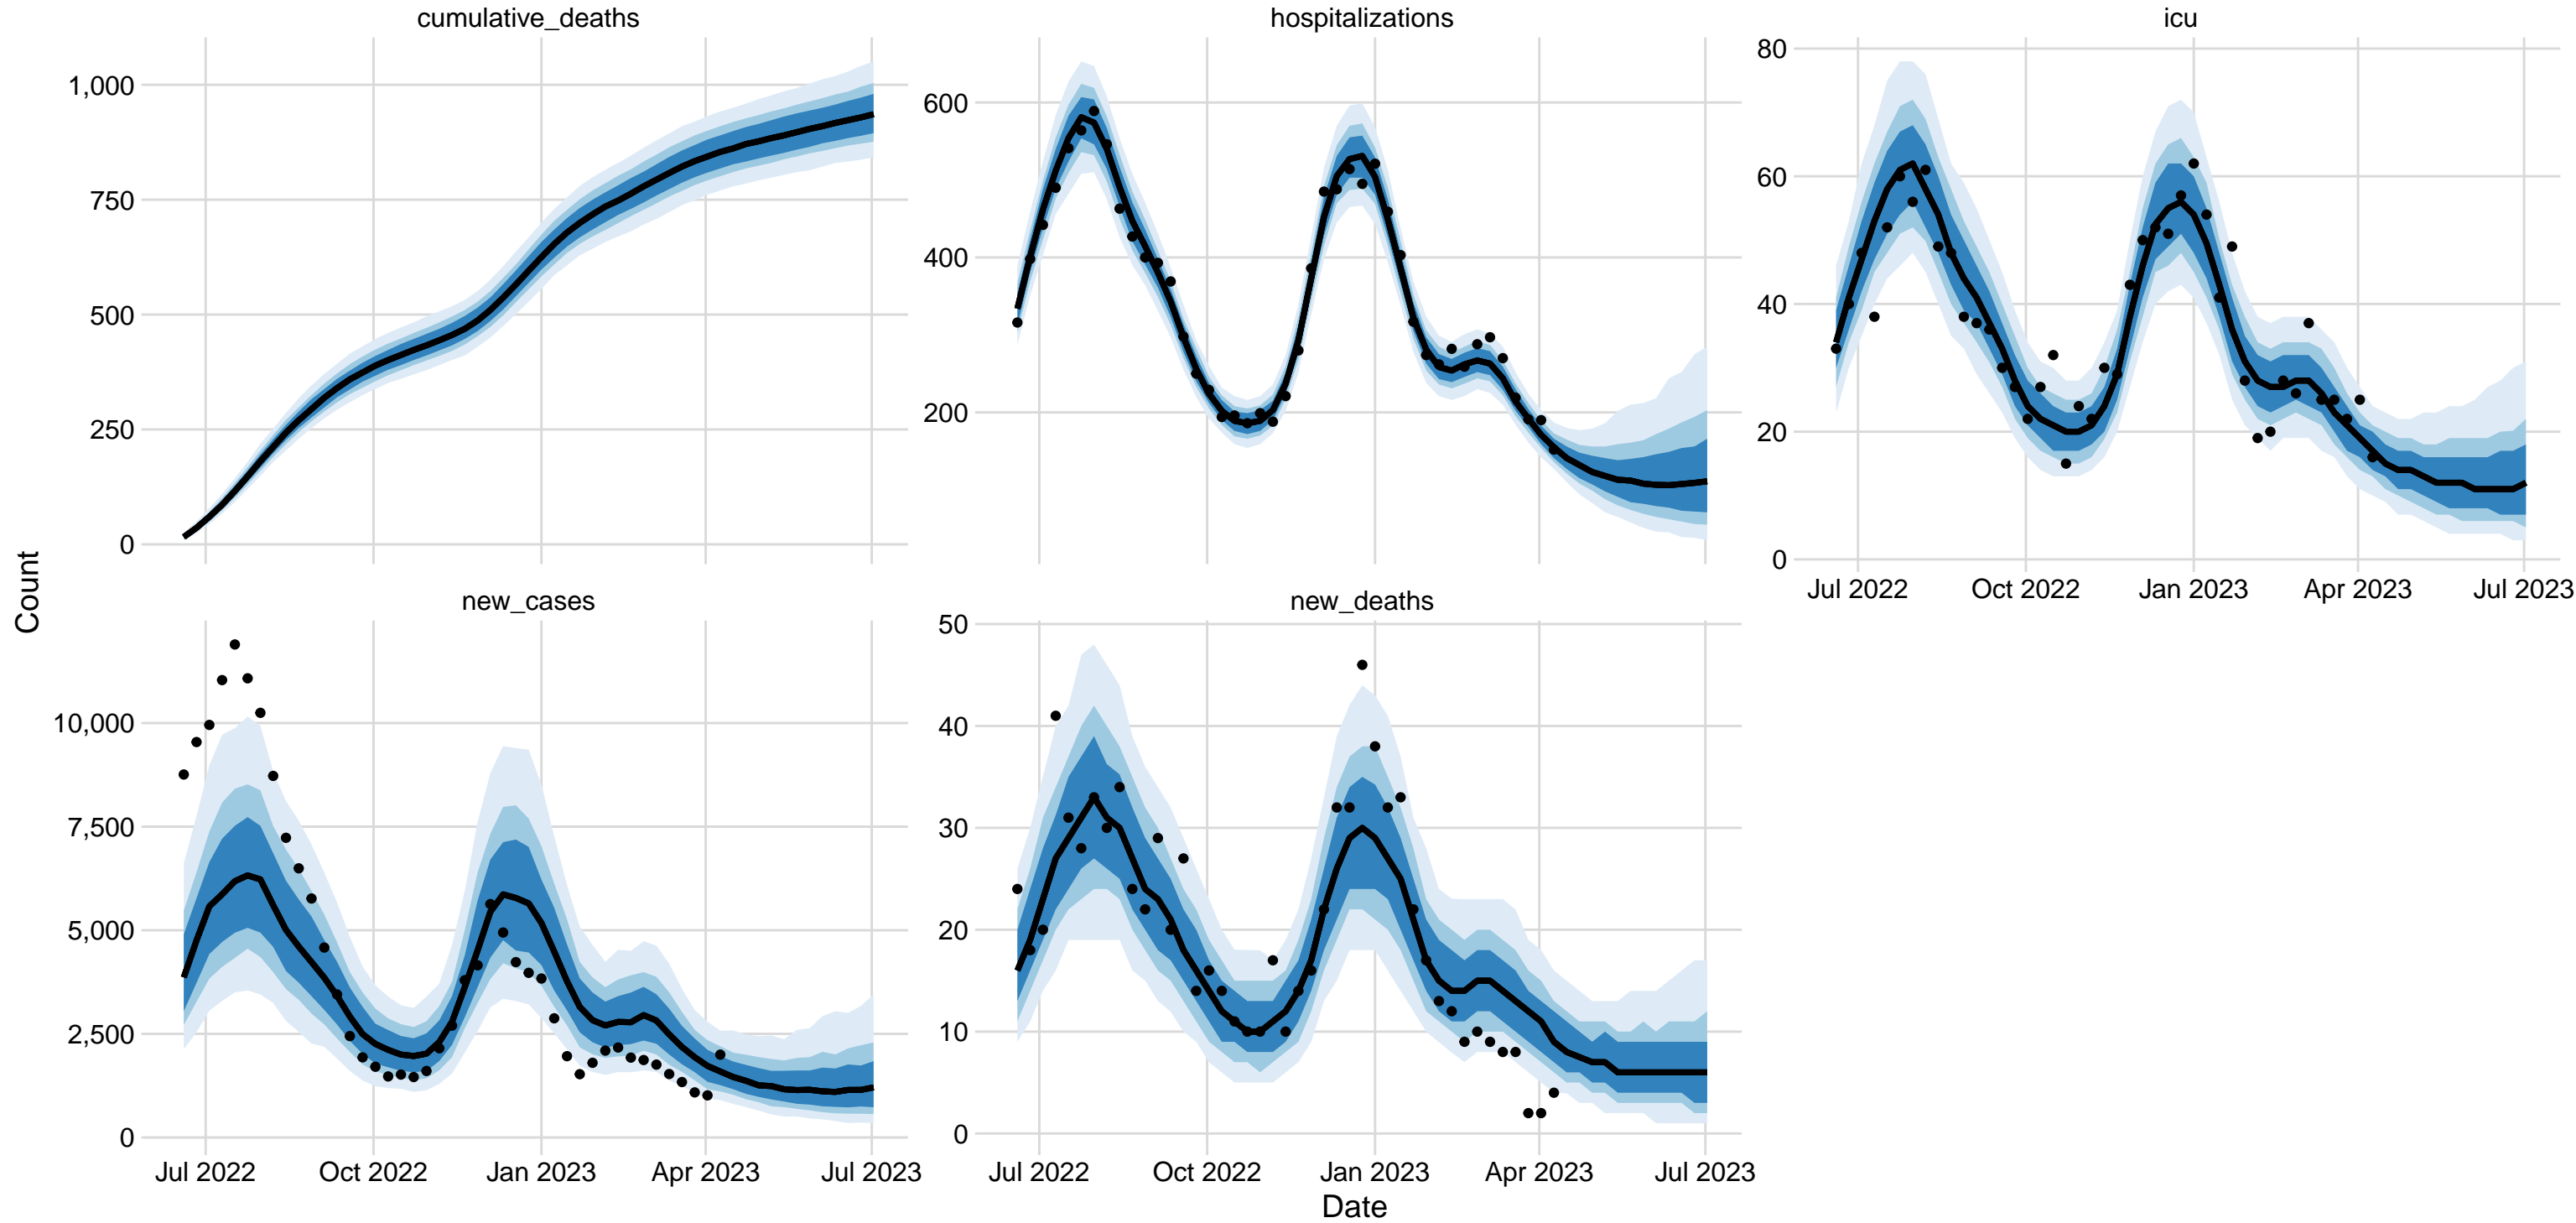 cumulative_deaths
1,000
750
500
250
0
hospitalizations
600
400
200
icu
80
60
40
20
0
Jul 2022 Oct 2022 Jan 2023 Apr 2023 Jul 2023
Count
new_cases
10,000
7,500
5,000
2,500
0
Jul 2022 Oct 2022 Jan 2023 Apr 2023 Jul 2023
new_deaths
50
40
30
20
10
0
Jul 2022 Oct 2022 Jan 2023 Apr 2023 Jul 2023
Date